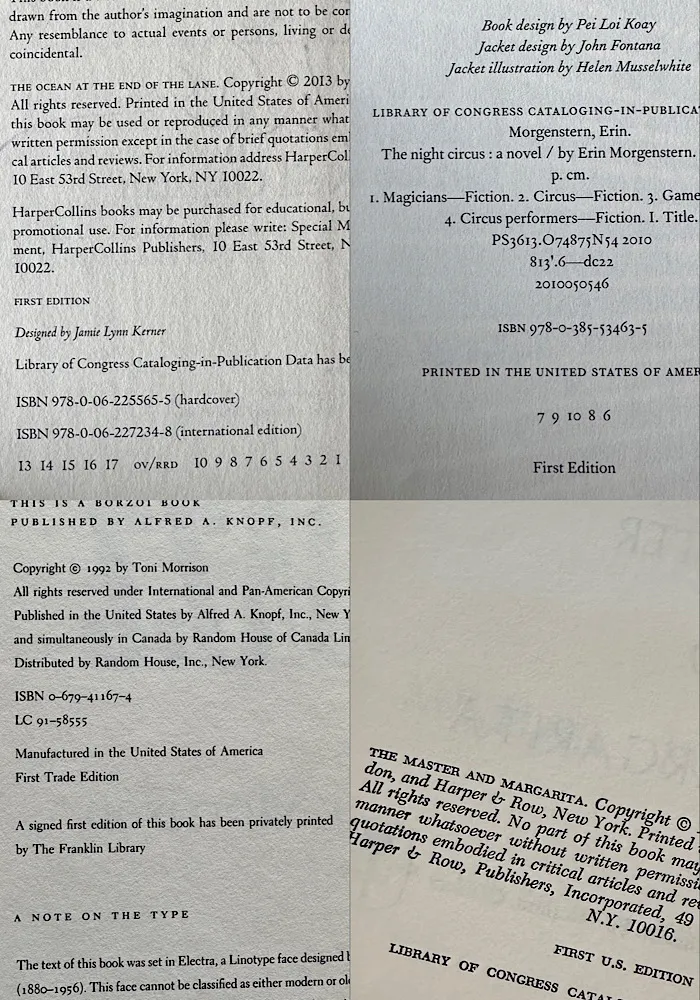 drawn from the author's imagination and are not to be
Any resemblance to actual events or persons, living or
coincidental.
THE OCEAN AT THE END OF THE LANE. Copyright © 2013 by
All rights reserved. Printed in the United States of Ameri
this book may be used or reproduced in any manner what
written permission except in the case of brief quotations em
cal articles and reviews. For information address HarperCol
10 East 53rd Street, New York, NY 10022.
HarperCollins books may be purchased for educational, bu
promotional use. For information please write: Special M
ment, HarperCollins Publishers, 10 East 53rd Street, N
10022.
FIRST EDITION
Designed by Jamie Lynn Kerner
Library of Congress Cataloging-in-Publication Data has be
ISBN 978-0-06-225565-5 (hardcover)
ISBN 978-0-06-227234-8 (international edition)
13 14 15 16 17 OV/RRD 10 9 8 7 6 5 4 3 2 1
Book design by Pei Loi Koay
Jacket design by John Fontana
Jacket illustration by Helen Musselwhite
LIBRARY OF CONGRESS CATALOGING-IN-PUBLICA
Morgenstern, Erin.
The night circus : a novel / by Erin Morgenstern.
p. cm.
1. Magicians—Fiction. 2. Circus—Fiction. 3. Game
4. Circus performers—Fiction. I. Title.
PS3613.O74875N54 2010
813'.6—dc22
2010050546
ISBN 978-0-385-53463-5
PRINTED IN THE UNITED STATES OF AMER
7 9 10 8 6
First Edition
THIS IS A BORZOI BOOK
PUBLISHED BY ALFRED A. KNOPF, INC.
Copyright © 1992 by Toni Morrison
All rights reserved under International and Pan-American Copyri
Published in the United States by Alfred A. Knopf, Inc., New Y
and simultaneously in Canada by Random House of Canada Lim
Distributed by Random House, Inc., New York.
ISBN 0-679-41167-4
LC 91-58555
Manufactured in the United States of America
First Trade Edition
A signed first edition of this book has been privately printed
by The Franklin Library
A NOTE ON THE TYPE
The text of this book was set in Electra, a Linotype face designed b
(1880–1956). This face cannot be classified as either modern or old
THE MASTER AND MARGARITA. Copyright ©
don, and Harper & Row, New York. Printed
All rights reserved. No part of this book may
manner whatsoever without written permissi
quotations embodied in critical articles and re
Harper & Row, Publishers, Incorporated, 49
N.Y. 10016.
FIRST U.S. EDITION
LIBRARY OF CONGRESS CATAL